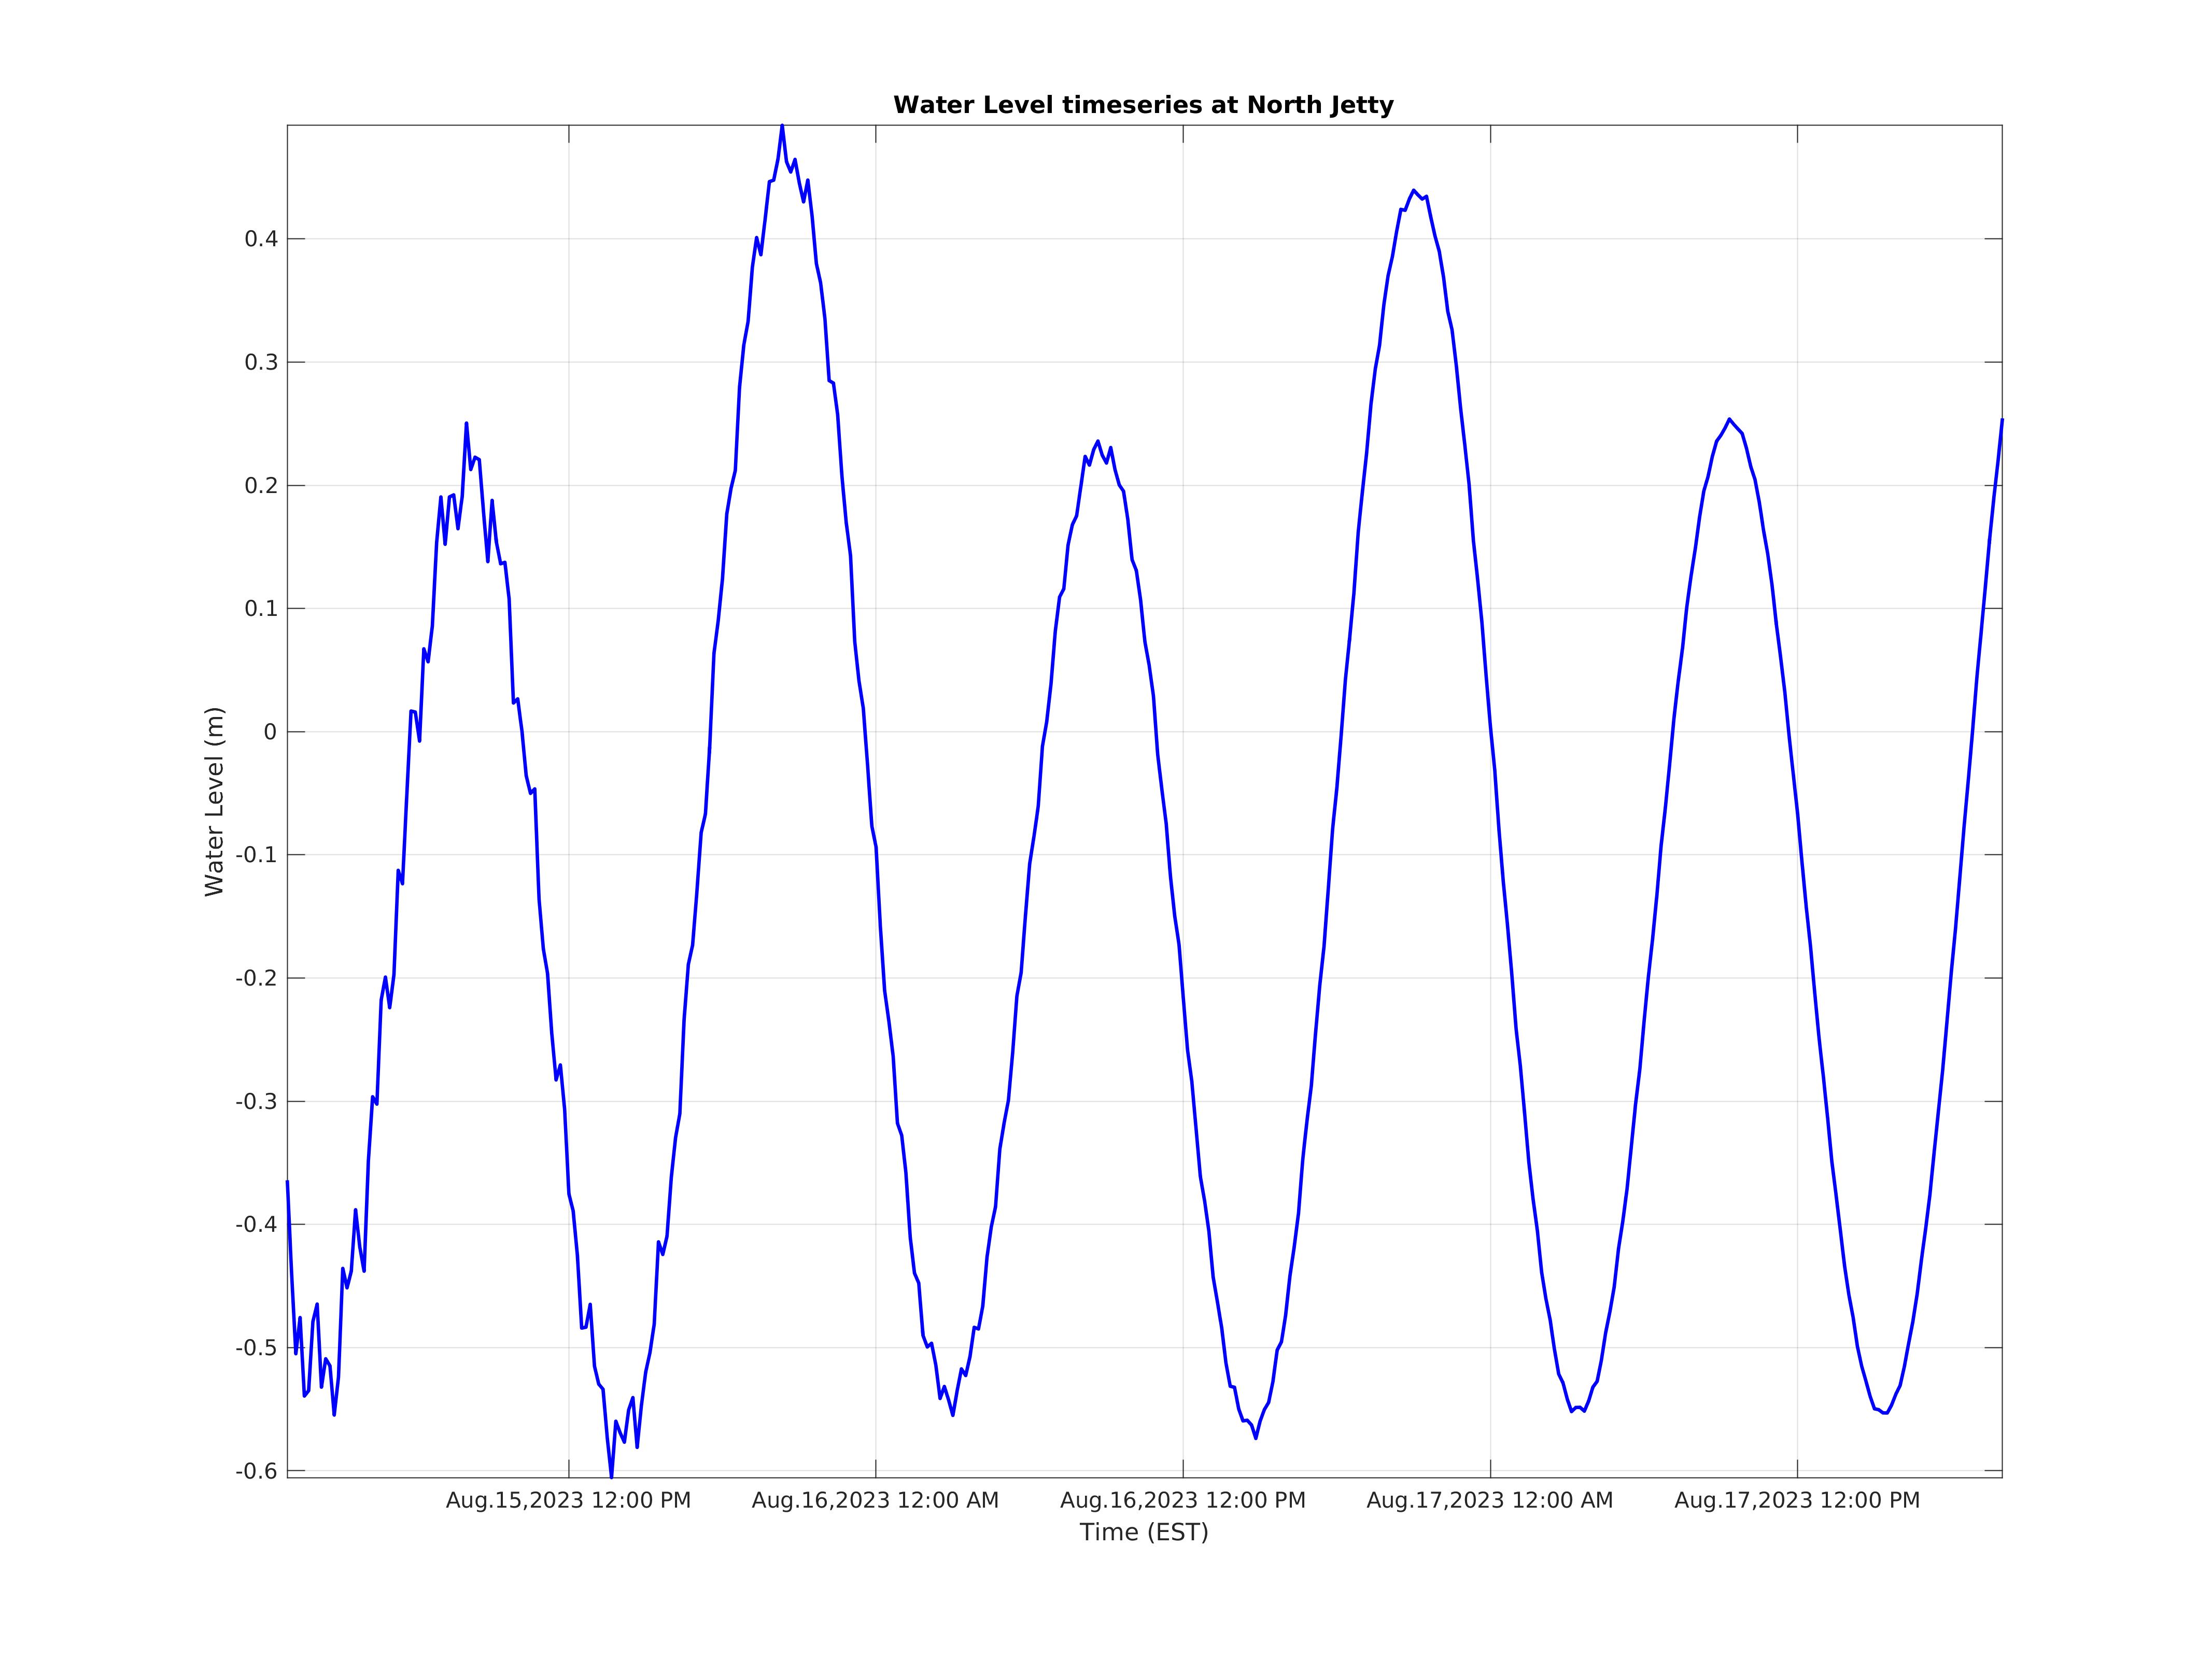 Water Level timeseries at North Jetty
0.4
0.3
0.2
0.1
0
-0.1
-0.2
-0.3
-0.4
-0.5
-0.6
Water Level (m)
Aug.15,2023 12:00 PM
Aug.16,2023 12:00 AM
Aug.16,2023 12:00 PM
Aug.17,2023 12:00 AM
Aug.17,2023 12:00 PM
Time (EST)